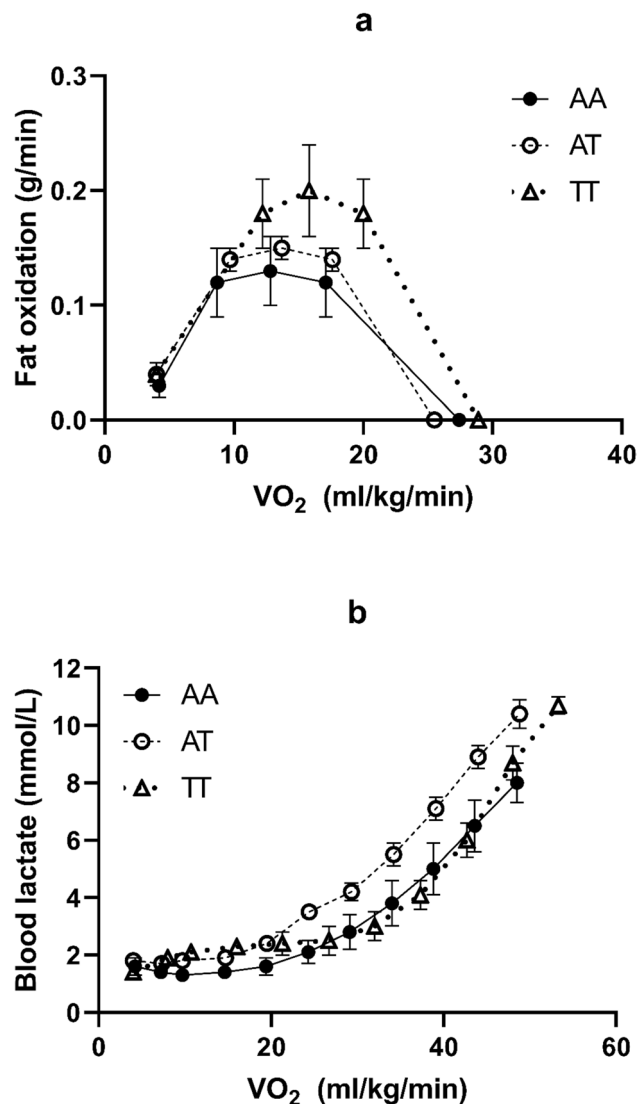 a
Fat oxidation (g/min)
0.3
0.2
0.1
0.0
0 10 20 30 40
VO₂ (ml/kg/min)
AA
AT
TT
b
Blood lactate (mmol/L)
12
10
8
6
4
2
0
0 20 40 60
VO₂ (ml/kg/min)
AA
AT
TT